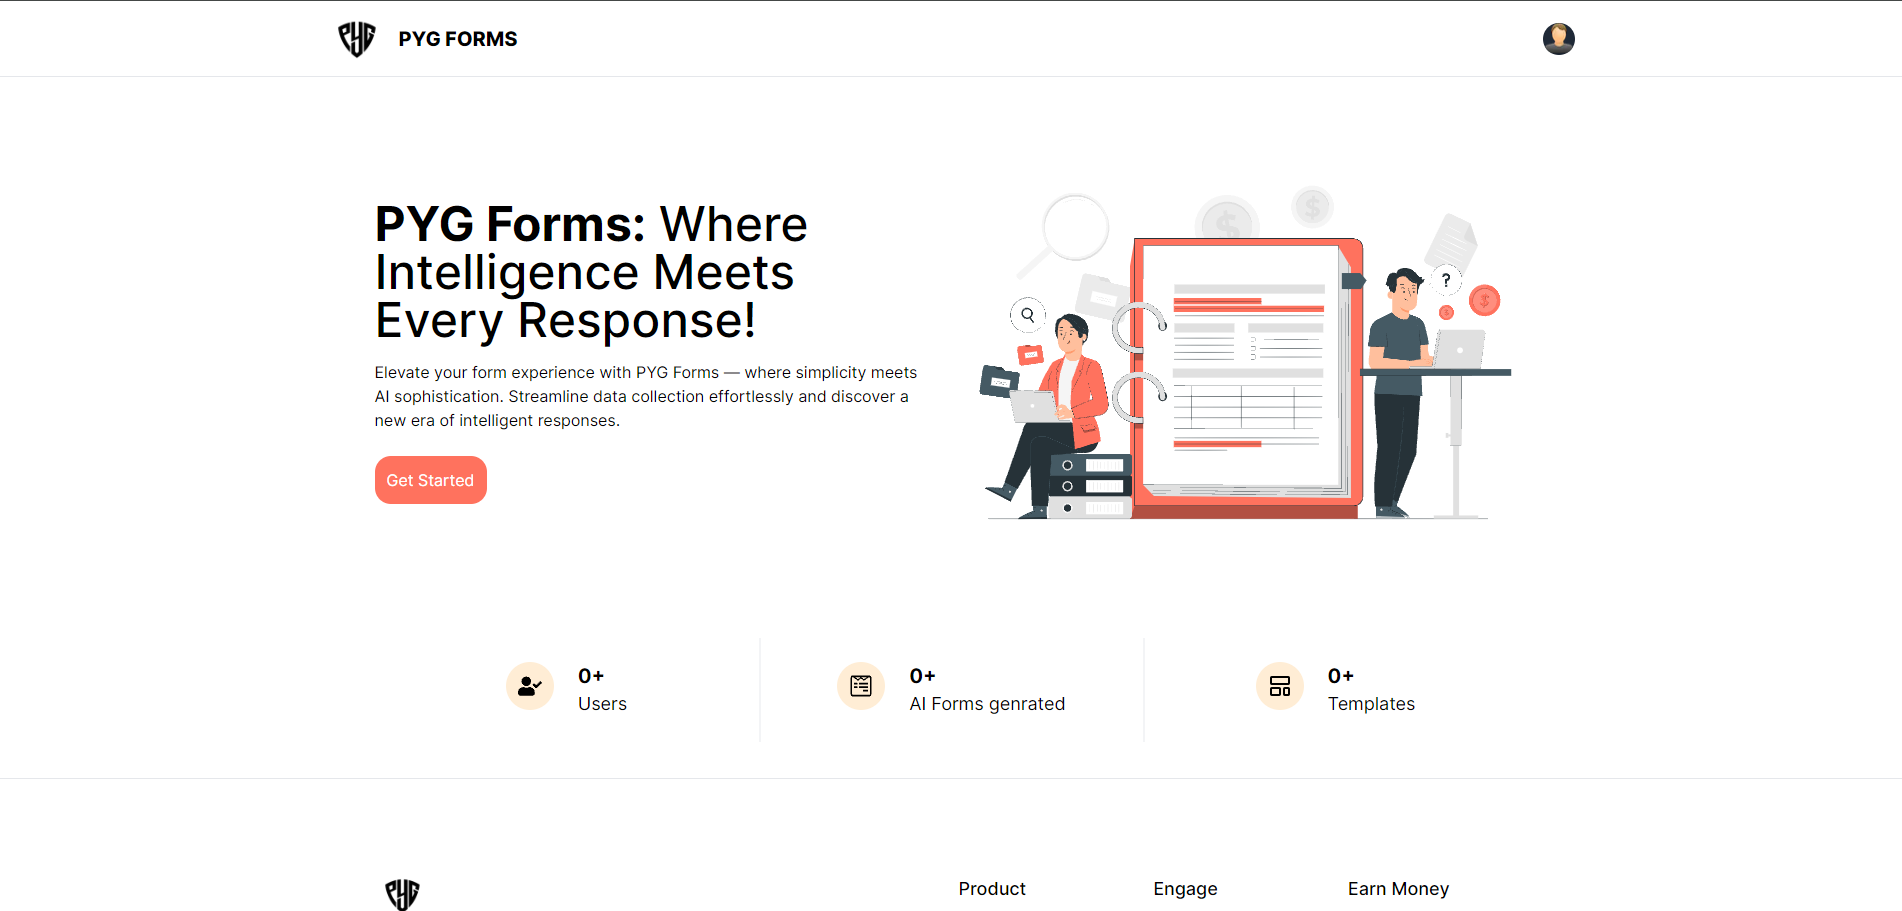 PYG
PYG FORMS
PYG Forms: Where
Intelligence Meets
Every Response!
Elevate your form experience with PYG Forms — where simplicity meets
AI sophistication. Streamline data collection effortlessly and discover a
new era of intelligent responses.
Get Started
$
$
?
$
$
0+
Users
0+
AI Forms genrated
0+
Templates
PYG
Product
Engage
Earn Money